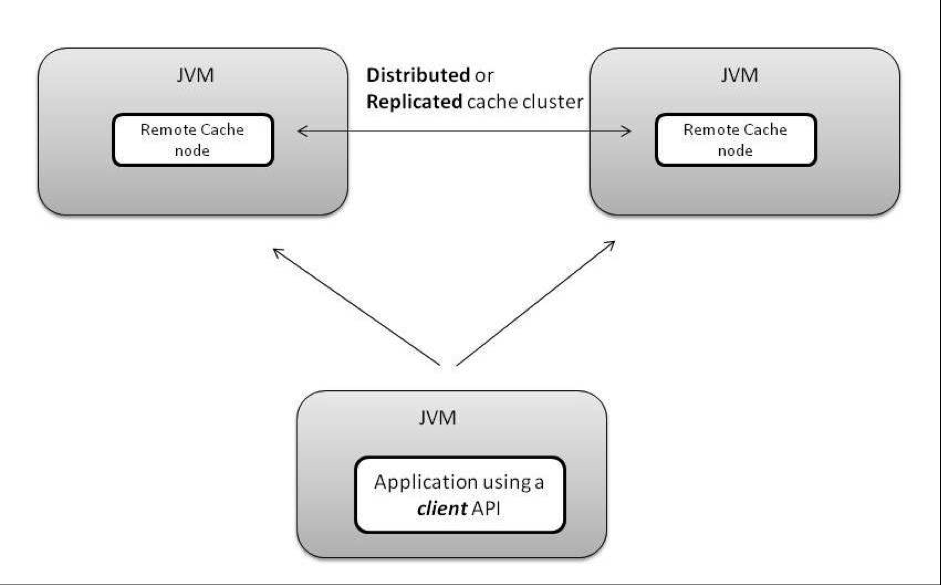 JVM
Remote Cache
node
Distributed or
Replicated cache cluster
JVM
Remote Cache
node
JVM
Application using a
client API